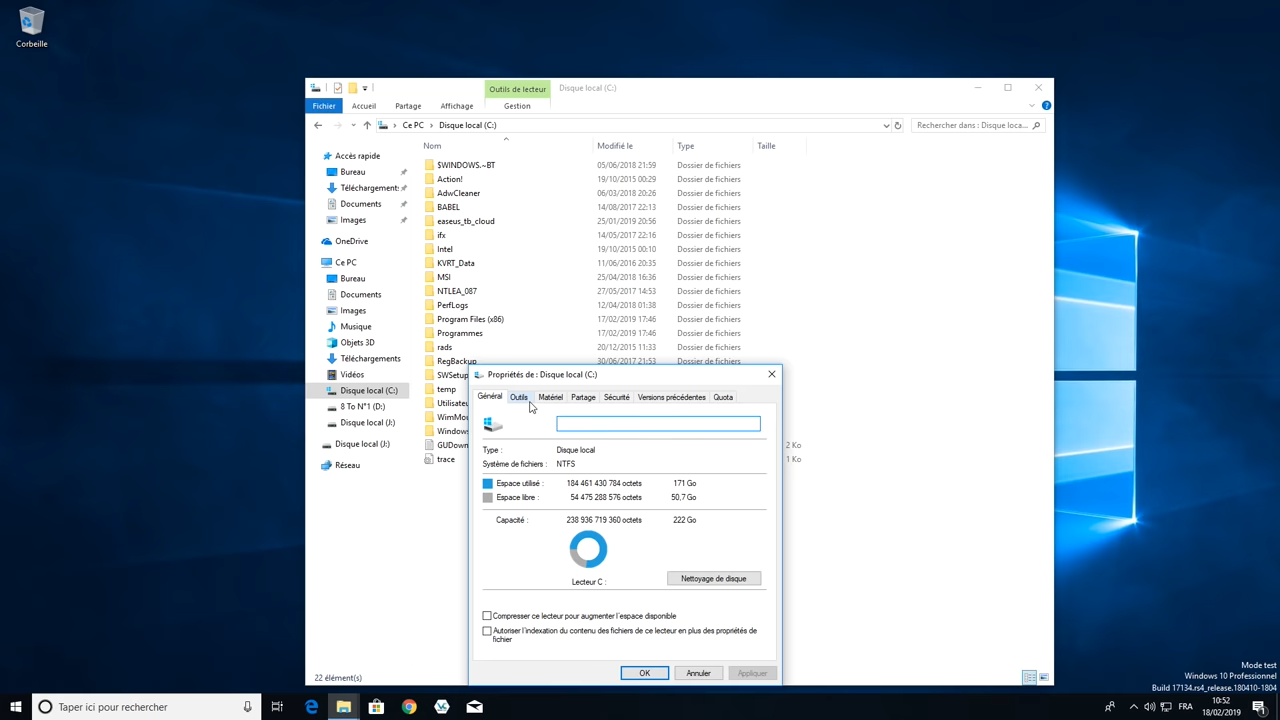 Corbeille
Outils de lecteur
Disque local (C:)
Fichier
Accueil
Partage
Affichage
Gestion
Ce PC
Disque local (C:)
Rechercher dans : Disque loca...
Nom
Modifié le
Type
Taille
Accès rapide
Bureau
Téléchargements
Documents
Images
OneDrive
Ce PC
Bureau
Documents
Images
Musique
Objets 3D
Téléchargements
Vidéos
Disque local (C:)
8 To N°1 (D:)
Disque local (J:)
Disque local (J:)
Réseau
$WINDOWS.~BT 05/06/2018 21:59 Dossier de fichiers
Action! 19/10/2015 00:29 Dossier de fichiers
AdwCleaner 06/03/2018 20:26 Dossier de fichiers
BABEL 14/08/2017 22:13 Dossier de fichiers
easeus_tb_cloud 25/01/2019 20:56 Dossier de fichiers
ifx 14/05/2017 22:16 Dossier de fichiers
Intel 19/10/2015 00:10 Dossier de fichiers
KVRT_Data 11/06/2016 20:35 Dossier de fichiers
MSI 25/04/2018 16:36 Dossier de fichiers
NTLEA_087 27/05/2017 14:53 Dossier de fichiers
PerfLogs 12/04/2018 01:38 Dossier de fichiers
Program Files (x86) 17/02/2019 17:46 Dossier de fichiers
Programmes 17/02/2019 17:46 Dossier de fichiers
rads 20/12/2015 11:33 Dossier de fichiers
RegBackup 30/06/2017 21:53 Dossier de fichiers
SWSetu
temp
Utilisate
WimMou
Windows
GUDown 2 Ko
trace 1 Ko
22 élément(s)
Propriétés de : Disque local (C:)
Général
Outils
Matériel
Partage
Sécurité
Versions précédentes
Quota
Type : Disque local
Système de fichiers : NTFS
Espace utilisé : 184 461 430 784 octets 171 Go
Espace libre : 54 475 288 576 octets 50,7 Go
Capacité : 238 936 719 360 octets 222 Go
Lecteur C :
Nettoyage de disque
Compresser ce lecteur pour augmenter l'espace disponible
Autoriser l'indexation du contenu des fichiers de ce lecteur en plus des propriétés de
fichier
OK
Annuler
Appliquer
Mode test
Windows 10 Professionnel
Build 17134.rs4_release.180410-1804
Taper ici pour rechercher
FRA
10:52
18/02/2019
1